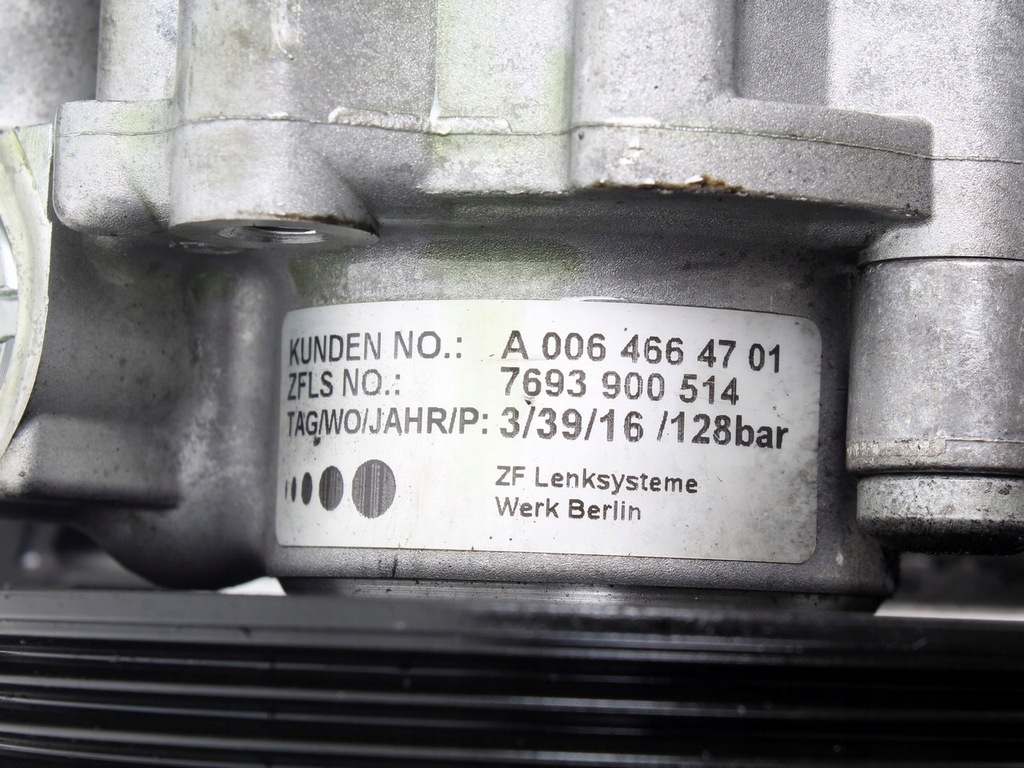 KUNDEN NO.: A 006 466 47 01
ZFLS NO.: 7693 900 514
TAG/WO/JAHR/P: 3/39/16 /128bar
ZF Lenksysteme
Werk Berlin